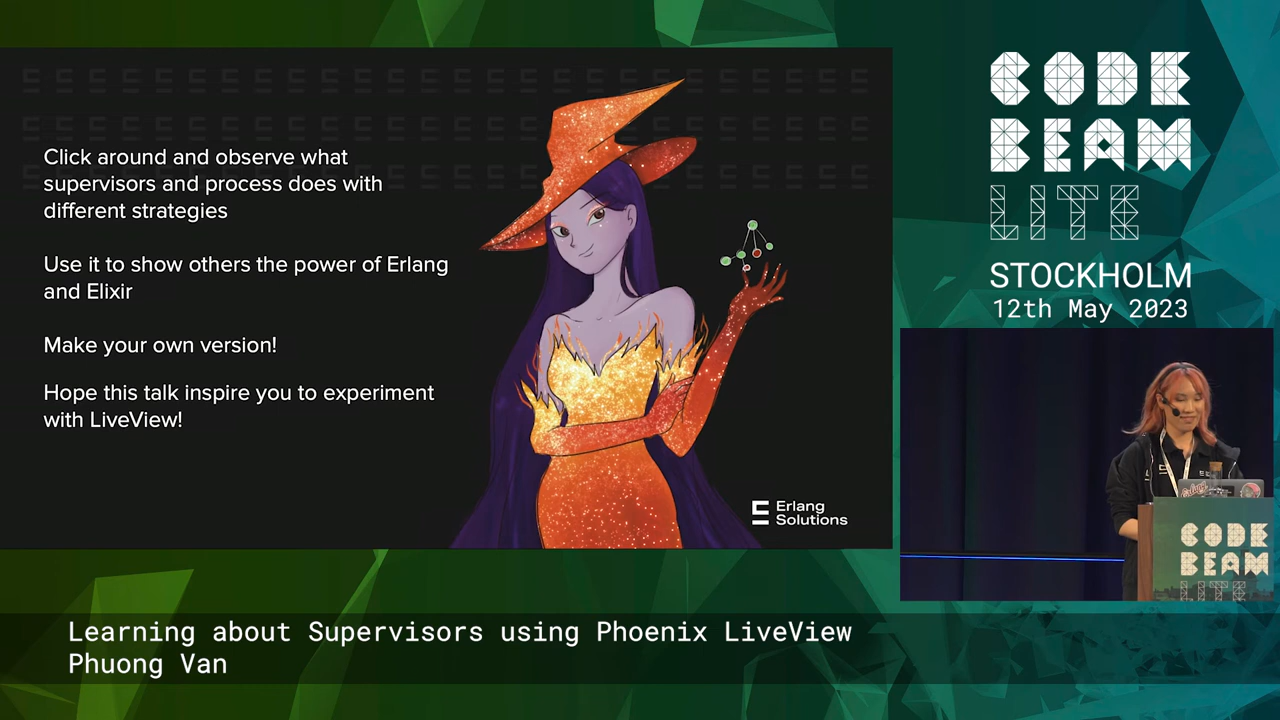 Click around and observe what
supervisors and process does with
different strategies
Use it to show others the power of Erlang
and Elixir
Make your own version!
Hope this talk inspire you to experiment
with LiveView!
Erlang
Solutions
CODE
BEAM
LITE
STOCKHOLM
12th May 2023
CODE
BEAM
LITE
Learning about Supervisors using Phoenix LiveView
Phuong Van